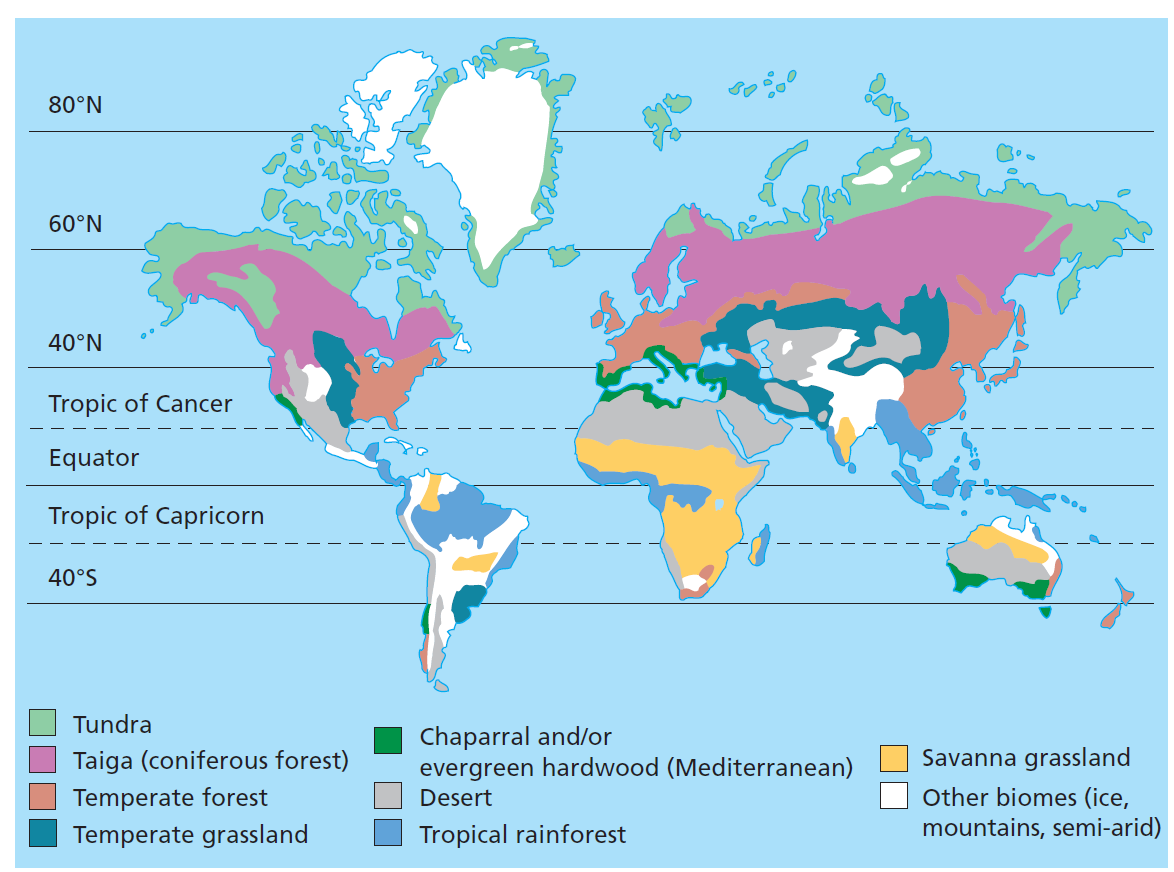 80°N
60°N
40°N
Tropic of Cancer
Equator
Tropic of Capricorn
40°S
Tundra
Taiga (coniferous forest)
Temperate forest
Temperate grassland
Chaparral and/or
evergreen hardwood (Mediterranean)
Desert
Tropical rainforest
Savanna grassland
Other biomes (ice,
mountains, semi-arid)